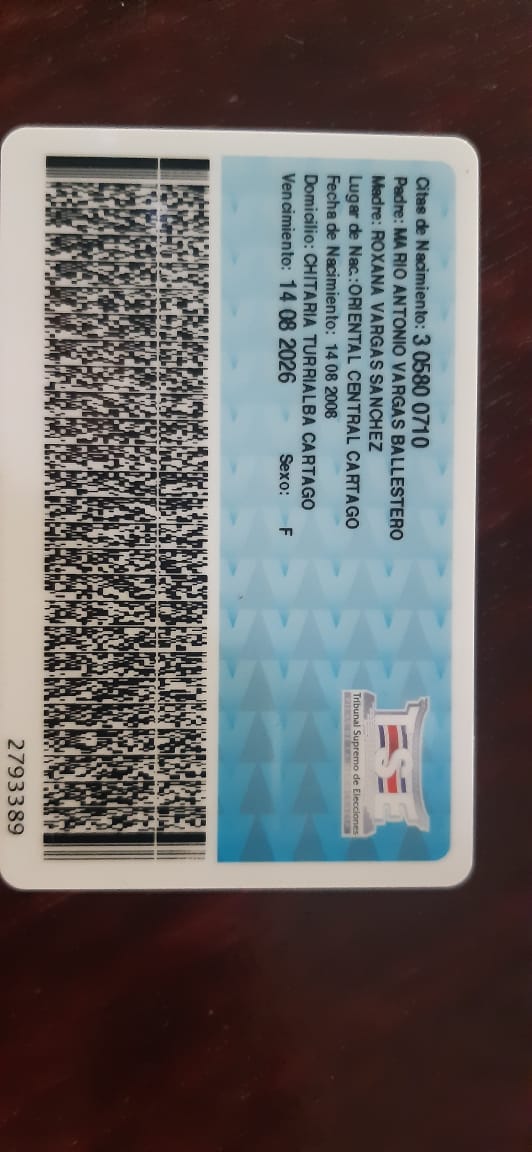 Citas de Nacimiento: 3 0580 0710
Padre: MARIO ANTONIO VARGAS BALLESTERO
Madre: ROXANA VARGAS SANCHEZ
Lugar de Nac.: ORIENTAL CENTRAL CARTAGO
Fecha de Nacimiento: 14 08 2008
Domicilio: CHITARIA TURRIALBA CARTAGO
Vencimiento: 14 08 2026 Sexo: F
TSE
Tribunal Supremo de Elecciones
2793389